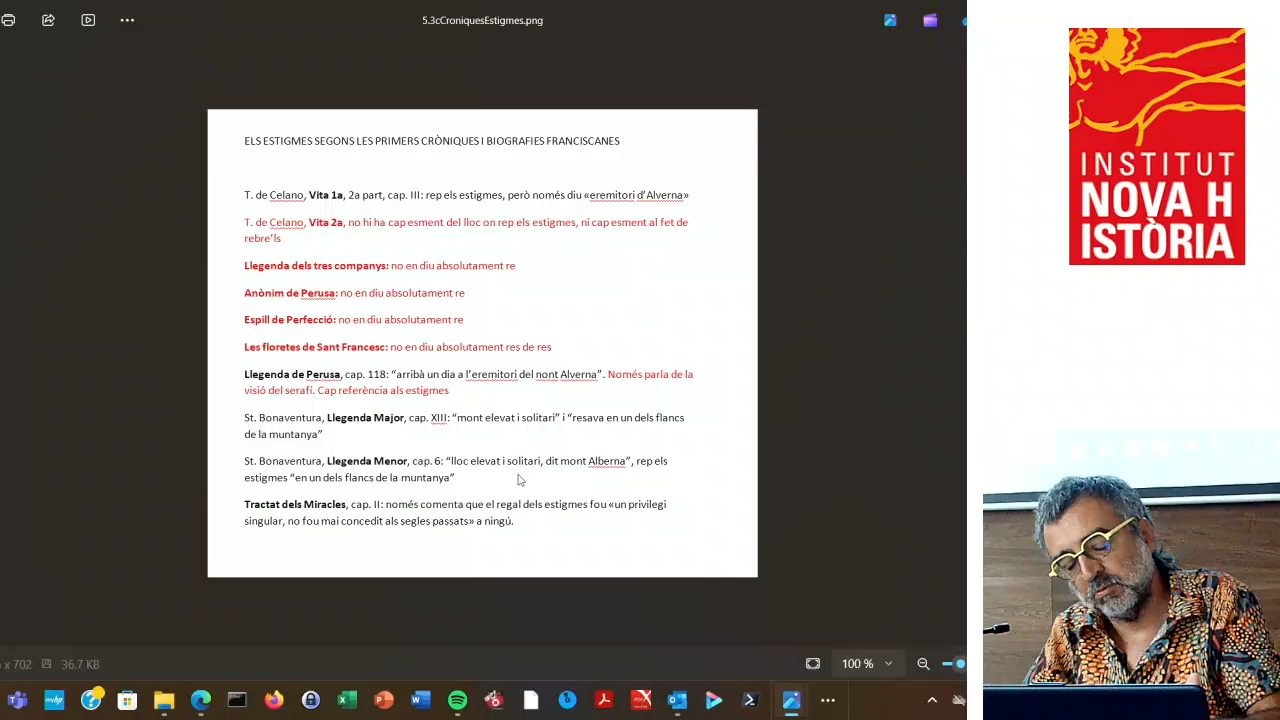 5.3cCroniquesEstigmes.png
ELS ESTIGMES SEGONS LES PRIMERS CRÒNIQUES I BIOGRAFIES FRANCISCANES
T. de Celano, Vita 1a, 2a part, cap. III: rep els estigmes, però només diu «eremitori d'Alverna»
T. de Celano, Vita 2a, no hi ha cap esment del lloc on rep els estigmes, ni cap esment al fet de
rebre'ls
Llegenda dels tres companys: no en diu absolutament re
Anònim de Perusa: no en diu absolutament re
Espill de Perfecció: no en diu absolutament re
Les floretes de Sant Francesc: no en diu absolutament res de res
Llegenda de Perusa, cap. 118: "arribà un dia a l'eremitori del nont Alverna". Només parla de la
visió del serafí. Cap referència als estigmes
St. Bonaventura, Llegenda Major, cap. XIII: "mont elevat i solitari" i "resava en un dels flancs
de la muntanya"
St. Bonaventura, Llegenda Menor, cap. 6: "lloc elevat i solitari, dit mont Alberna", rep els
estigmes "en un dels flancs de la muntanya"
Tractat dels Miracles, cap. II: només comenta que el regal dels estigmes fou «un privilegi
singular, no fou mai concedit als segles passats» a ningú.
x 702 36.7 KB
100 %
INSTITUT
NOVA H
ISTÒRIA